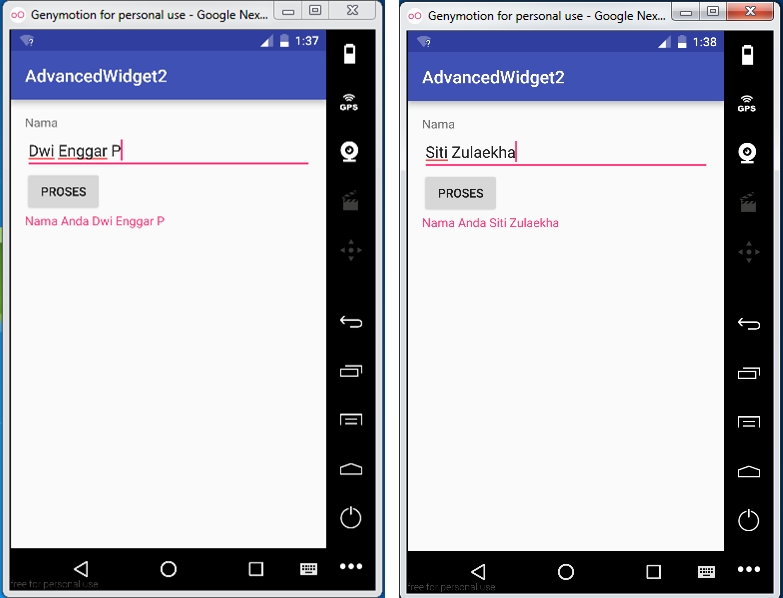 Genymotion for personal use - Google Nex...
1:37
AdvancedWidget2
GPS
Nama
Dwi Enggar P
PROSES
Nama Anda Dwi Enggar P
free for personal use
Genymotion for personal use - Google Nex...
1:38
AdvancedWidget2
GPS
Nama
Siti Zulaekha
PROSES
Nama Anda Siti Zulaekha
free for personal use